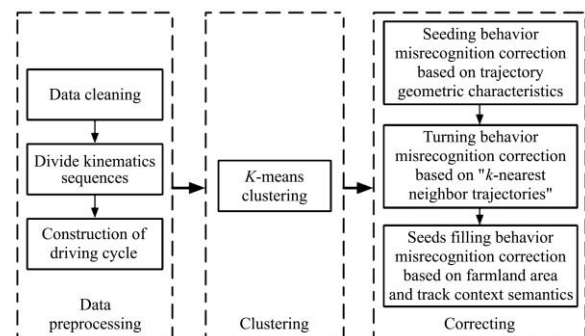 Data cleaning
Divide kinematics
sequences
Construction of
driving cycle
Data
preprocessing
K-means
clustering
Clustering
Seeding behavior
misrecognition correction
based on trajectory
geometric characteristics
Turning behavior
misrecognition correction
based on "k-nearest
neighbor trajectories"
Seeds filling behavior
misrecognition correction
based on farmland area
and track context semantics
Correcting